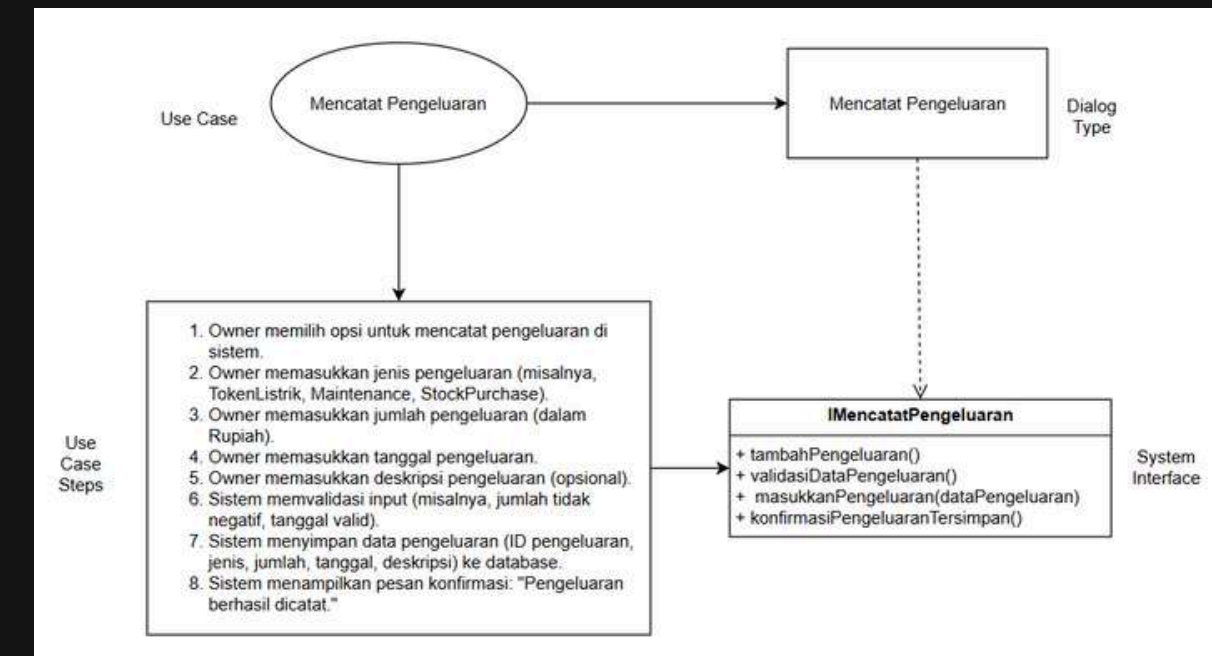 Use Case
Mencatat Pengeluaran
Mencatat Pengeluaran
Dialog
Type
Use
Case
Steps
1. Owner memilih opsi untuk mencatat pengeluaran di
sistem.
2. Owner memasukkan jenis pengeluaran (misalnya,
TokenListrik, Maintenance, StockPurchase).
3. Owner memasukkan jumlah pengeluaran (dalam
Rupiah).
4. Owner memasukkan tanggal pengeluaran.
5. Owner memasukkan deskripsi pengeluaran (opsional).
6. Sistem memvalidasi input (misalnya, jumlah tidak
negatif, tanggal valid).
7. Sistem menyimpan data pengeluaran (ID pengeluaran,
jenis, jumlah, tanggal, deskripsi) ke database.
8. Sistem menampilkan pesan konfirmasi: "Pengeluaran
berhasil dicatat."
IMencatatPengeluaran
+ tambahPengeluaran()
+ validasiDataPengeluaran()
+ masukkanPengeluaran(dataPengeluaran)
+ konfirmasiPengeluaranTersimpan()
System
Interface